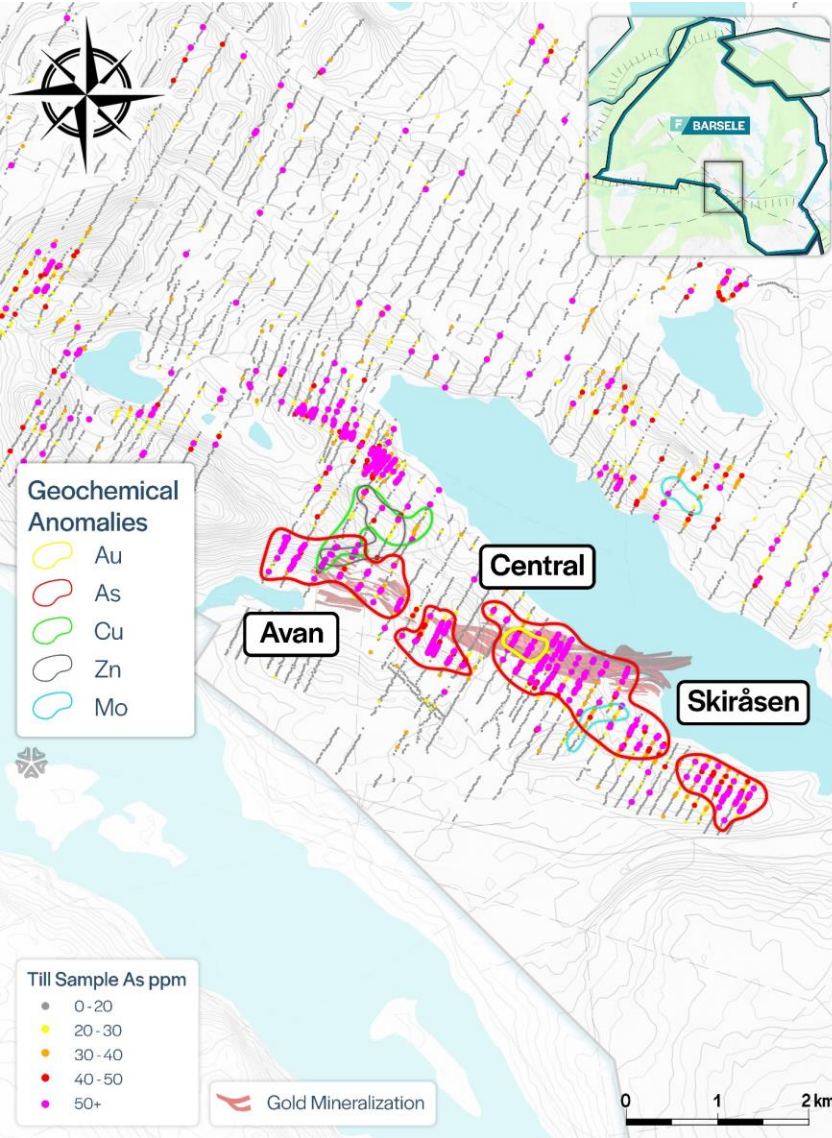 BARSELE
Geochemical
Anomalies
Au
As
Cu
Zn
Mo
Central
Avan
Skiråsen
Till Sample As ppm
0-20
20-30
30-40
40-50
50+
Gold Mineralization
0 1 2 km